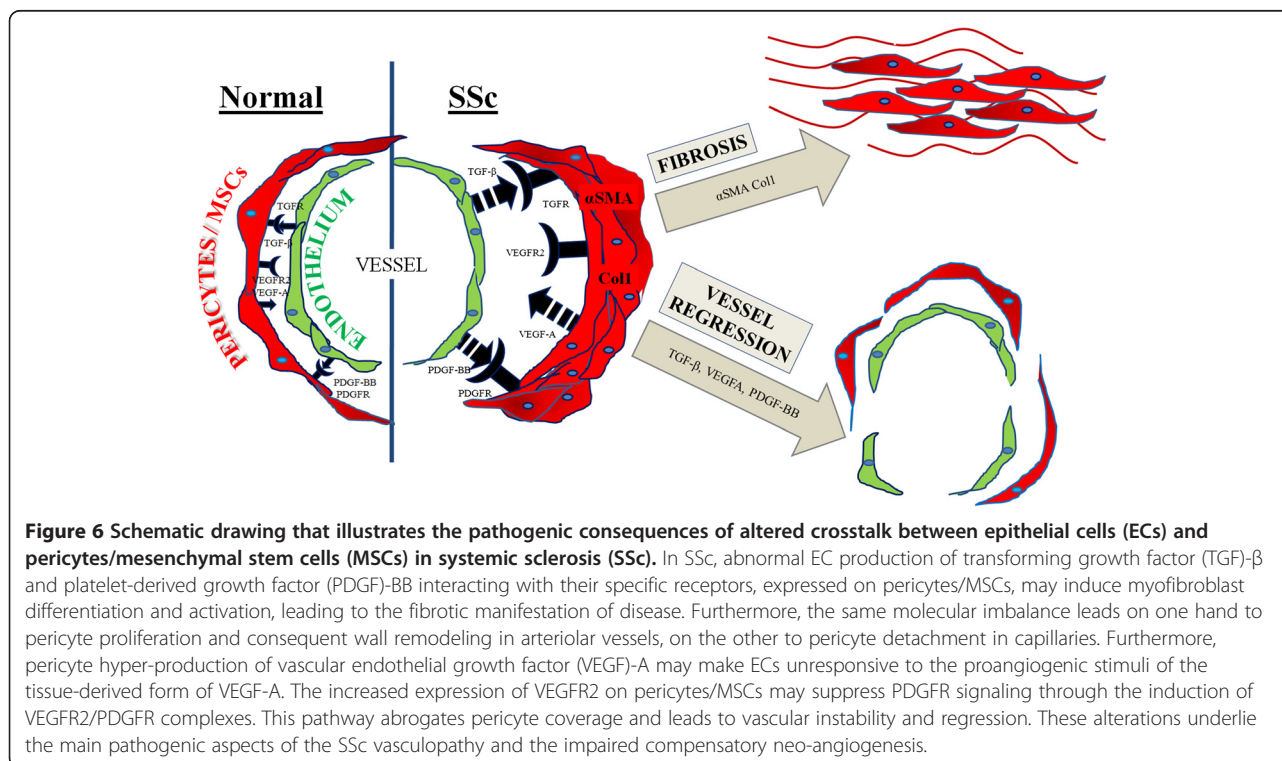 Normal
SSc
PERICYTES / MSCs
ENDOTHELIUM
TGFR
TGF-β
VEGFR2
VEGF-A
PDGF-BB
PDGFR
VESSEL
TGF-β
TGFR
VEGFR2
VEGF-A
PDGF-BB
PDGFR
αSMA
Col1
FIBROSIS
αSMA Col1
VESSEL
REGRESSION
TGF-β, VEGFA, PDGF-BB
Figure 6 Schematic drawing that illustrates the pathogenic consequences of altered crosstalk between epithelial cells (ECs) and
pericytes/mesenchymal stem cells (MSCs) in systemic sclerosis (SSc). In SSc, abnormal EC production of transforming growth factor (TGF)-β
and platelet-derived growth factor (PDGF)-BB interacting with their specific receptors, expressed on pericytes/MSCs, may induce myofibroblast
differentiation and activation, leading to the fibrotic manifestation of disease. Furthermore, the same molecular imbalance leads on one hand to
pericyte proliferation and consequent wall remodeling in arteriolar vessels, on the other to pericyte detachment in capillaries. Furthermore,
pericyte hyper-production of vascular endothelial growth factor (VEGF)-A may make ECs unresponsive to the proangiogenic stimuli of the
tissue-derived form of VEGF-A. The increased expression of VEGFR2 on pericytes/MSCs may suppress PDGFR signaling through the induction of
VEGFR2/PDGFR complexes. This pathway abrogates pericyte coverage and leads to vascular instability and regression. These alterations underlie
the main pathogenic aspects of the SSc vasculopathy and the impaired compensatory neo-angiogenesis.